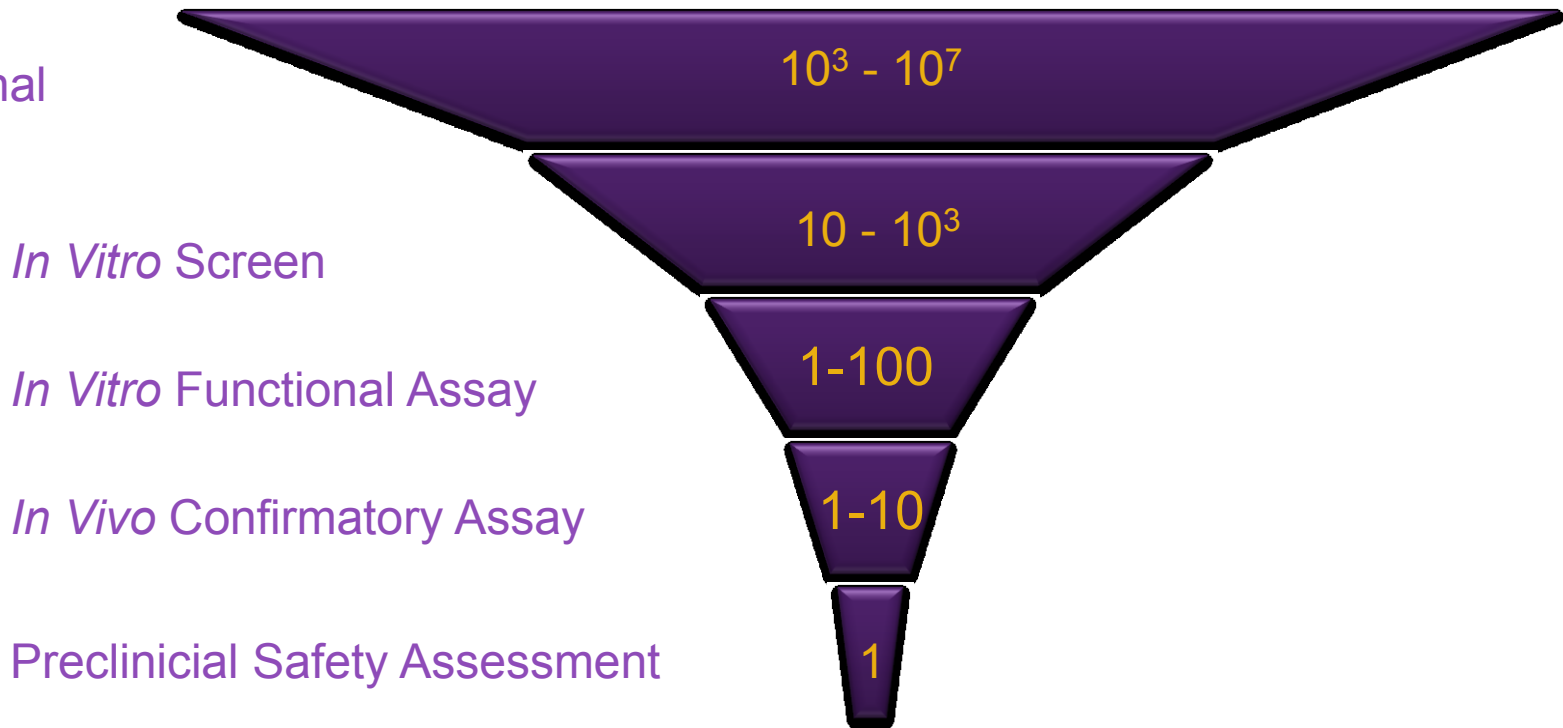 nal
10³ - 10⁷
In Vitro Screen
10 - 10³
In Vitro Functional Assay
1-100
In Vivo Confirmatory Assay
1-10
Preclinicial Safety Assessment
1